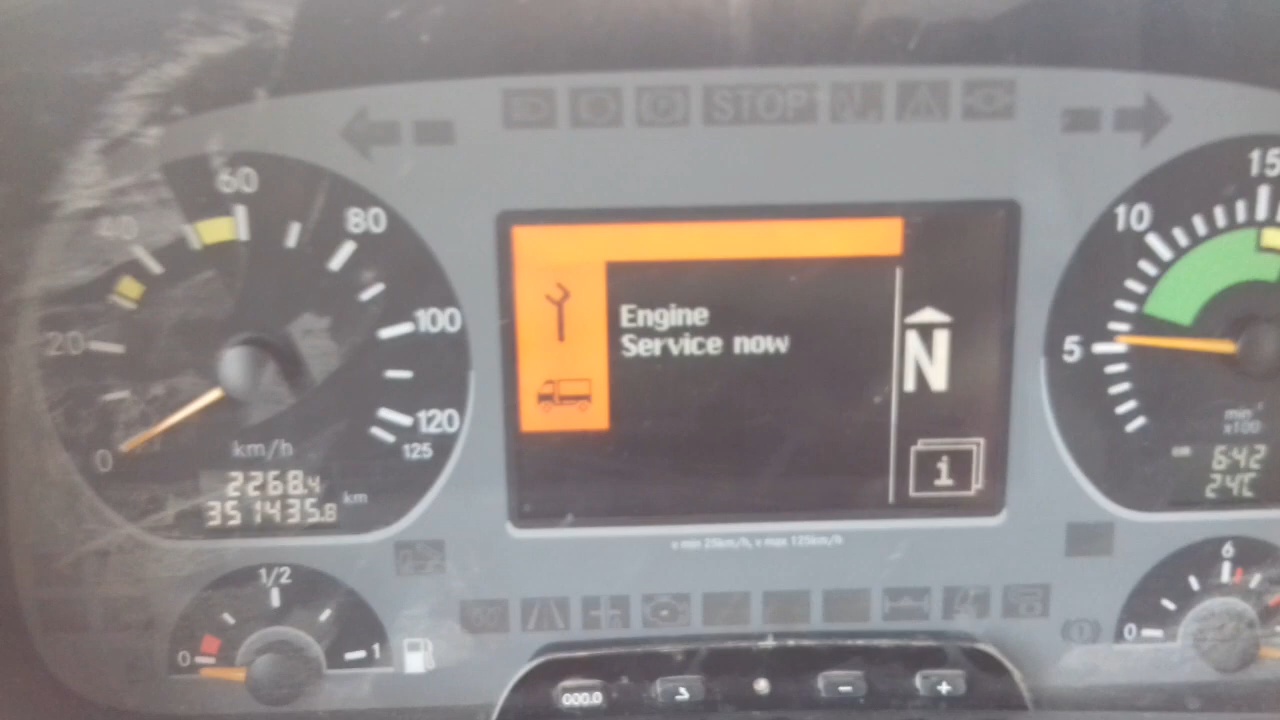 STOP
60
80
40
20
100
120
125
0
km/h
2268.4
351435.8 km
Engine
Service now
N
i
15
10
5
min⁻¹
x100
6:42
24℃
v min 25km/h, v max 125km/h
1/2
0
1
6
0
000.0
-
+